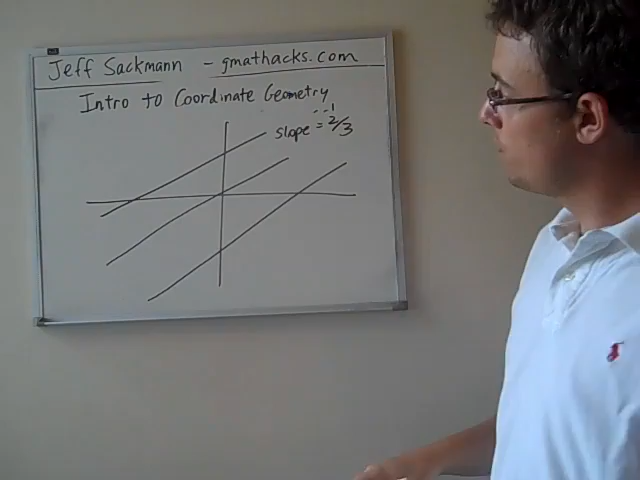 Jeff Sackmann - gmathacks.com
Intro to Coordinate Geometry
slope = 2/3